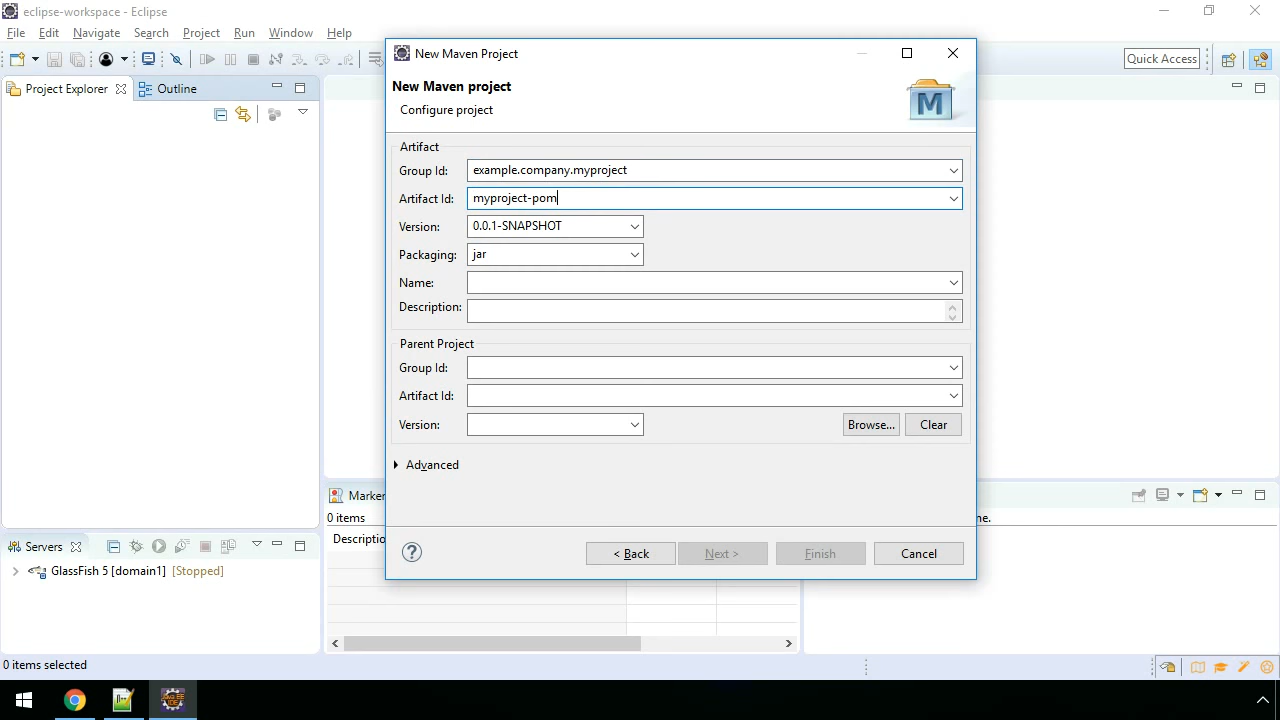 eclipse-workspace - Eclipse
File Edit Navigate Search Project Run Window Help
Quick Access
Project Explorer Outline
New Maven Project
New Maven project
Configure project
M
Artifact
Group Id: example.company.myproject
Artifact Id: myproject-pom
Version: 0.0.1-SNAPSHOT
Packaging: jar
Name:
Description:
Parent Project
Group Id:
Artifact Id:
Version:
Browse... Clear
Advanced
< Back Next > Finish Cancel
Marker
0 items
ne.
Descriptio
Servers
GlassFish 5 [domain1] [Stopped]
0 items selected